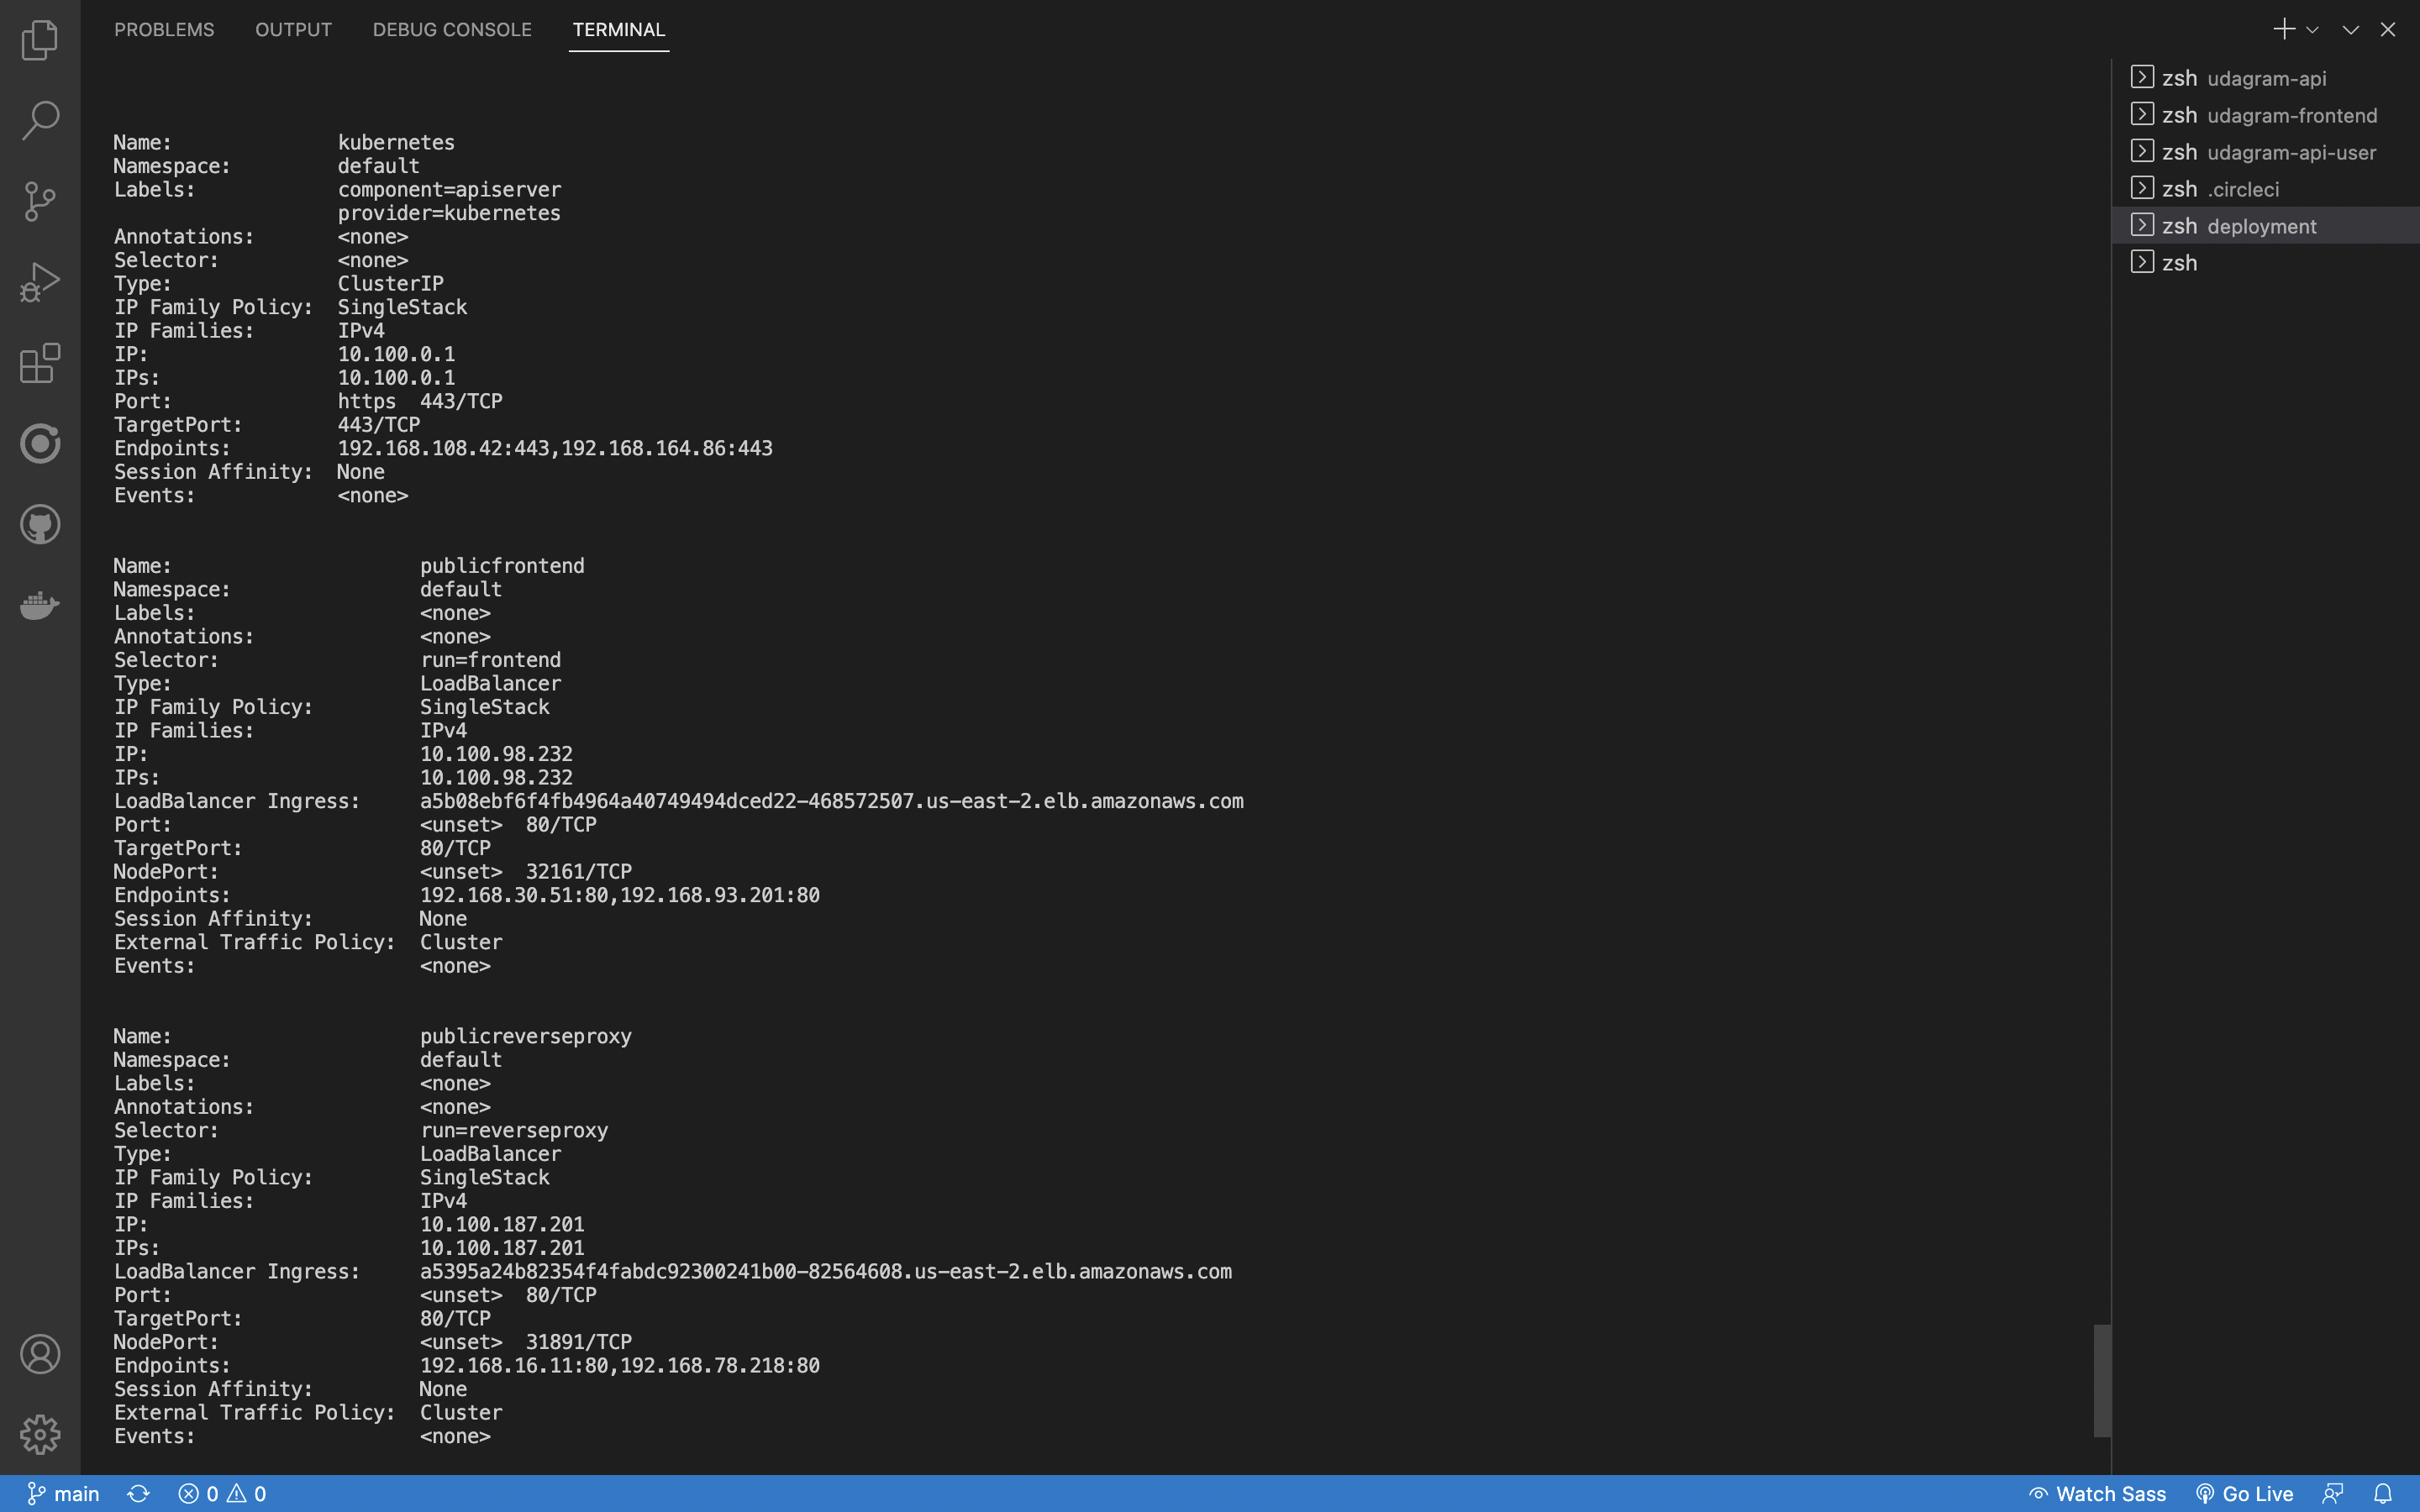 PROBLEMS OUTPUT DEBUG CONSOLE TERMINAL
Name: kubernetes
Namespace: default
Labels: component=apiserver
provider=kubernetes
Annotations: <none>
Selector: <none>
Type: ClusterIP
IP Family Policy: SingleStack
IP Families: IPv4
IP: 10.100.0.1
IPs: 10.100.0.1
Port: https 443/TCP
TargetPort: 443/TCP
Endpoints: 192.168.108.42:443,192.168.164.86:443
Session Affinity: None
Events: <none>
Name: publicfrontend
Namespace: default
Labels: <none>
Annotations: <none>
Selector: run=frontend
Type: LoadBalancer
IP Family Policy: SingleStack
IP Families: IPv4
IP: 10.100.98.232
IPs: 10.100.98.232
LoadBalancer Ingress: a5b08ebf6f4fb4964a40749494dced22-468572507.us-east-2.elb.amazonaws.com
Port: <unset> 80/TCP
TargetPort: 80/TCP
NodePort: <unset> 32161/TCP
Endpoints: 192.168.30.51:80,192.168.93.201:80
Session Affinity: None
External Traffic Policy: Cluster
Events: <none>
Name: publicreverseproxy
Namespace: default
Labels: <none>
Annotations: <none>
Selector: run=reverseproxy
Type: LoadBalancer
IP Family Policy: SingleStack
IP Families: IPv4
IP: 10.100.187.201
IPs: 10.100.187.201
LoadBalancer Ingress: a5395a24b82354f4fabdc92300241b00-82564608.us-east-2.elb.amazonaws.com
Port: <unset> 80/TCP
TargetPort: 80/TCP
NodePort: <unset> 31891/TCP
Endpoints: 192.168.16.11:80,192.168.78.218:80
Session Affinity: None
External Traffic Policy: Cluster
Events: <none>
zsh udagram-api
zsh udagram-frontend
zsh udagram-api-user
zsh .circleci
zsh deployment
zsh
main 0 0 Watch Sass Go Live